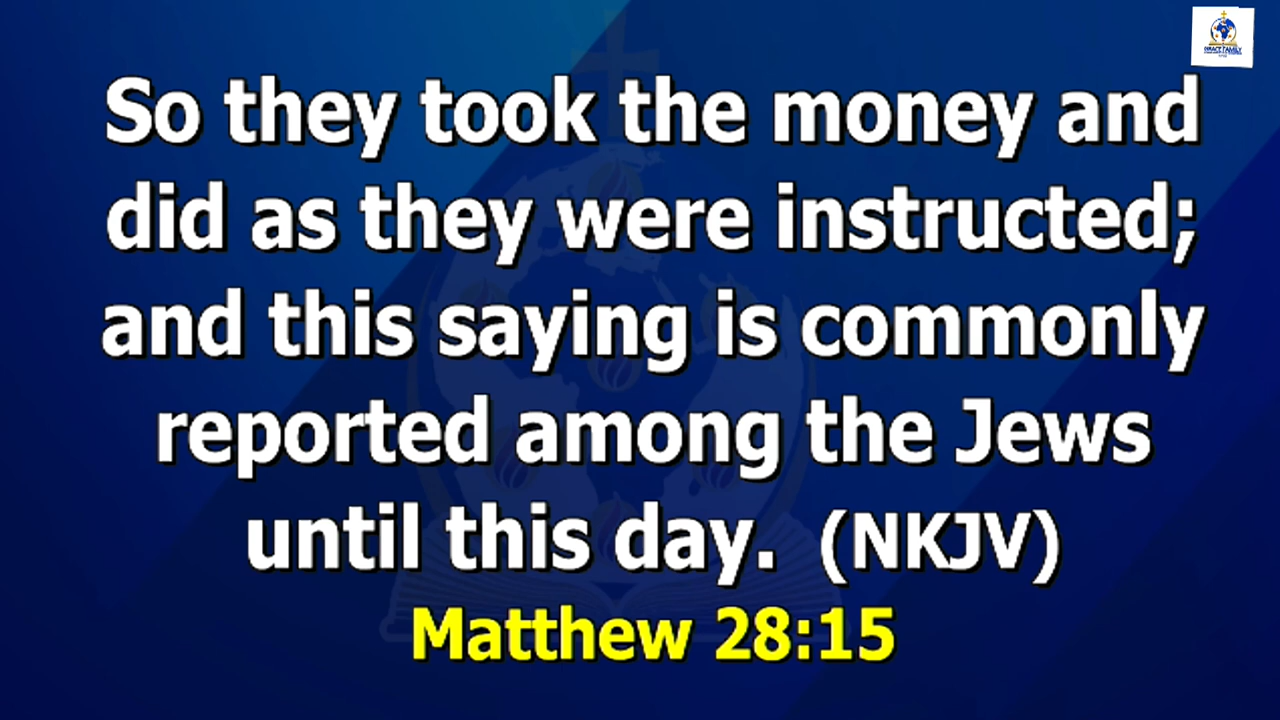 So they took the money and
did as they were instructed;
and this saying is commonly
reported among the Jews
until this day. (NKJV)
Matthew 28:15